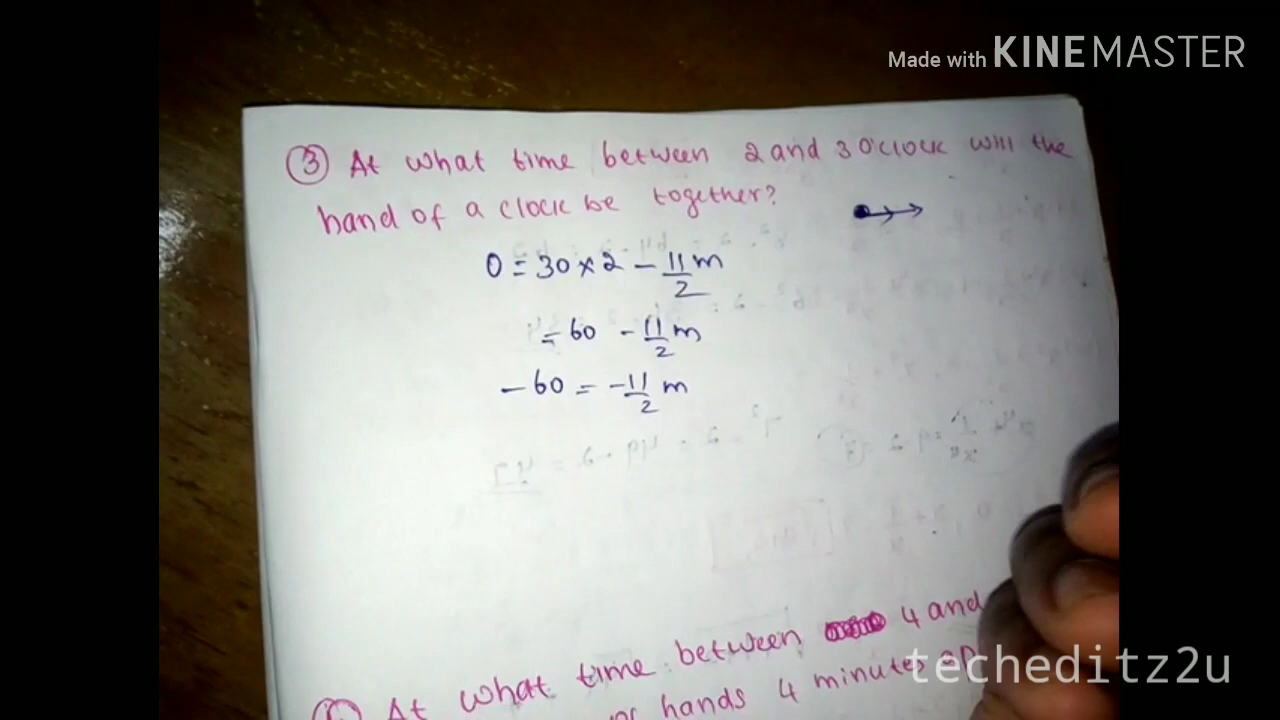 Made with KINEMASTER
③ At what time between 2 and 3 O'clock will the
hand of a clock be together?
0 = 30 × 2 - 11/2 m
= 60 - 11/2 m
- 60 = - 11/2 m
At what time between 4 and
hands 4 minutes ap
techeditz2u